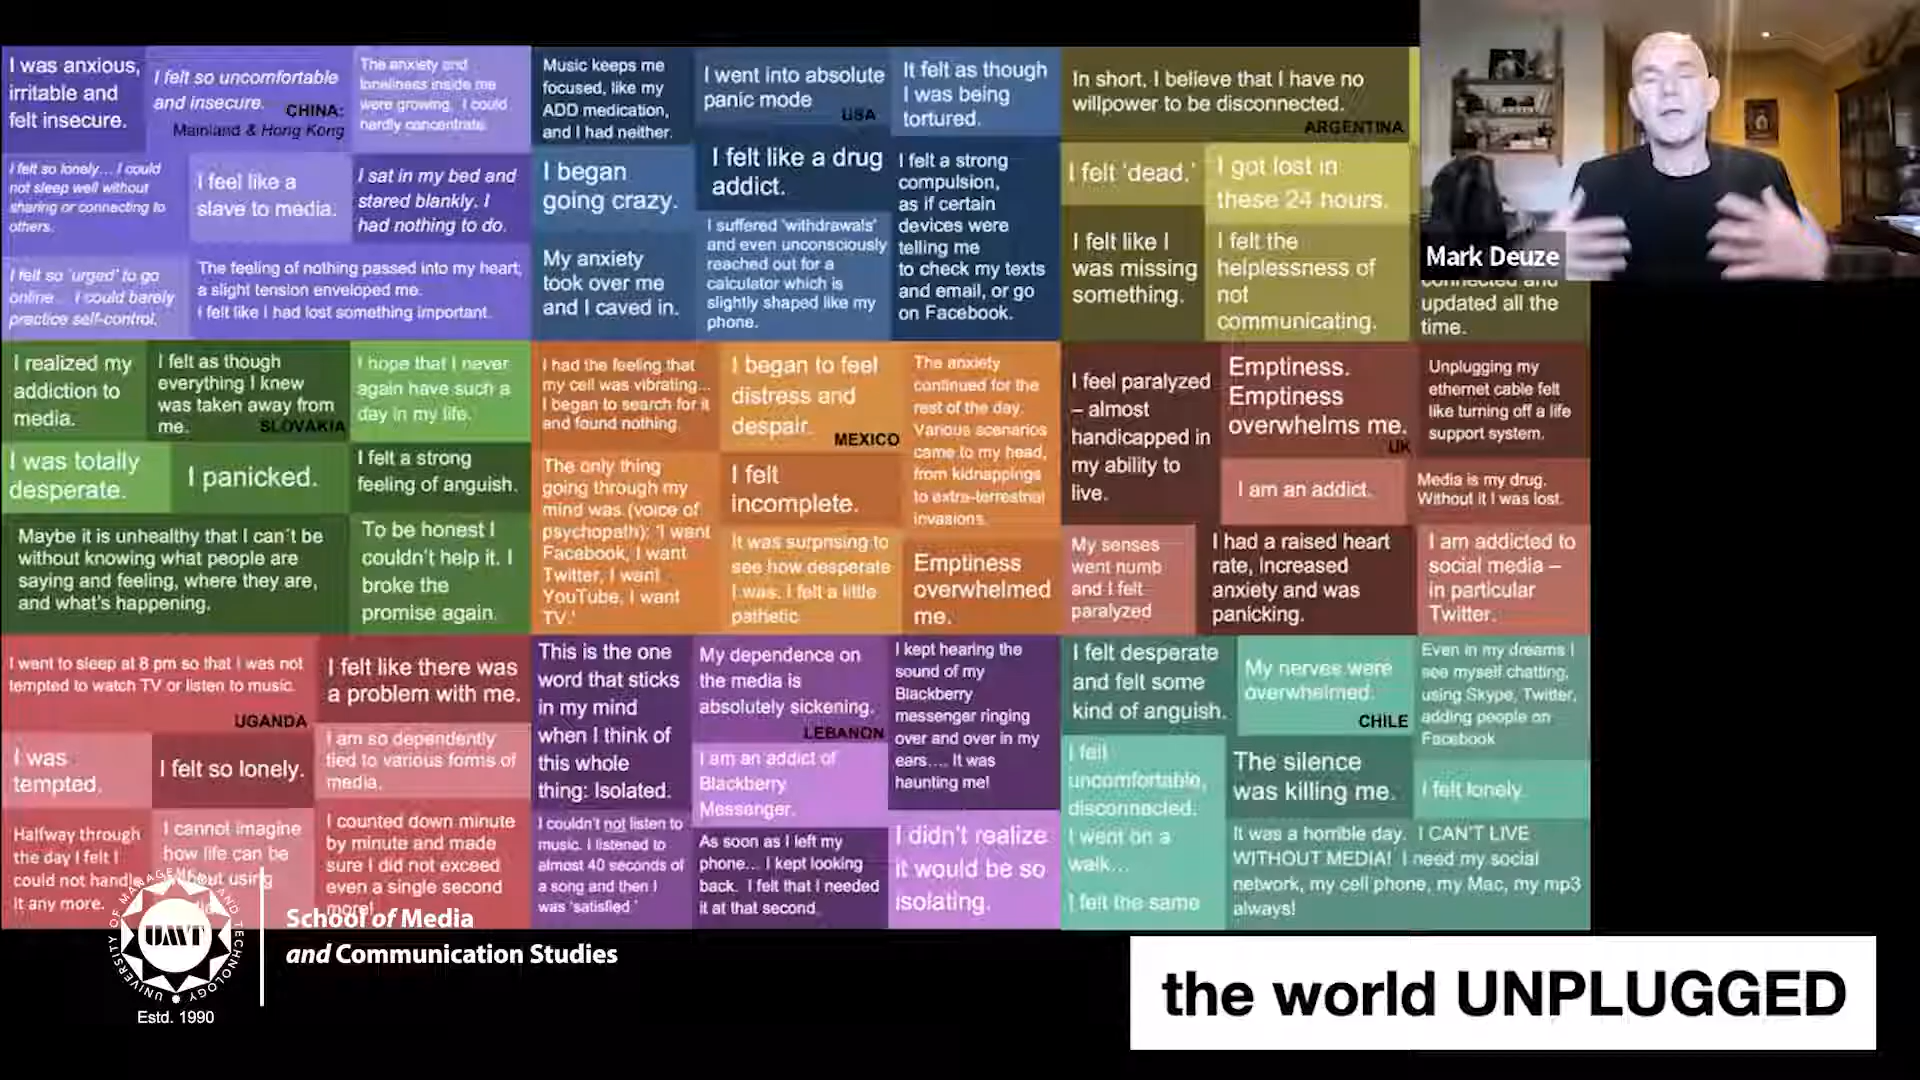 I was anxious,
irritable and
felt insecure.
I felt so uncomfortable
and insecure.
CHINA:
Mainland & Hong Kong
The anxiety and
loneliness inside me
were growing. I could
hardly concentrate.
I felt so lonely... I could
not sleep well without
sharing or connecting to
others.
I feel like a
slave to media.
I sat in my bed and
stared blankly. I
had nothing to do.
I felt so 'urged' to go
online... I could barely
practice self-control.
The feeling of nothing passed into my heart,
a slight tension enveloped me.
I felt like I had lost something important.
Music keeps me
focused, like my
ADD medication,
and I had neither.
I went into absolute
panic mode
USA
It felt as though
I was being
tortured.
I began
going crazy.
I felt like a drug
addict.
I felt a strong
compulsion,
as if certain
devices were
telling me
to check my texts
and email, or go
on Facebook.
My anxiety
took over me
and I caved in.
I suffered 'withdrawals'
and even unconsciously
reached out for a
calculator which is
slightly shaped like my
phone.
In short, I believe that I have no
willpower to be disconnected.
ARGENTINA
I felt 'dead.'
I got lost in
these 24 hours.
I felt like I
was missing
something.
I felt the
helplessness of
not
communicating.
connected and
updated all the
time.
Mark Deuze
I realized my
addiction to
media.
I felt as though
everything I knew
was taken away from
me.
SLOVAKIA
I hope that I never
again have such a
day in my life.
I was totally
desperate.
I panicked.
I felt a strong
feeling of anguish.
Maybe it is unhealthy that I can´t be
without knowing what people are
saying and feeling, where they are,
and what's happening.
To be honest I
couldn't help it. I
broke the
promise again.
I had the feeling that
my cell was vibrating...
I began to search for it
and found nothing.
I began to feel
distress and
despair.
MEXICO
The anxiety
continued for the
rest of the day.
Various scenarios
came to my head,
from kidnappings
to extra-terrestrial
invasions.
The only thing
going through my
mind was (voice of
psychopath): 'I want
Facebook, I want
Twitter, I want
YouTube, I want
TV.'
I felt
incomplete.
It was surprising to
see how desperate
I was. I felt a little
pathetic
Emptiness
overwhelmed
me.
I feel paralyzed
– almost
handicapped in
my ability to
live.
Emptiness.
Emptiness
overwhelms me.
UK
Unplugging my
ethernet cable felt
like turning off a life
support system.
I am an addict.
Media is my drug.
Without it I was lost.
My senses
went numb
and I felt
paralyzed
I had a raised heart
rate, increased
anxiety and was
panicking.
I am addicted to
social media –
in particular
Twitter.
I went to sleep at 8 pm so that I was not
tempted to watch TV or listen to music.
UGANDA
I felt like there was
a problem with me.
I was
tempted.
I felt so lonely.
I am so dependently
tied to various forms of
media.
Halfway through
the day I felt I
could not handle
it any more.
I cannot imagine
how life can be
without using
I counted down minute
by minute and made
sure I did not exceed
even a single second
more!
This is the one
word that sticks
in my mind
when I think of
this whole
thing: Isolated.
My dependence on
the media is
absolutely sickening.
LEBANON
I kept hearing the
sound of my
Blackberry
messenger ringing
over and over in my
ears.... It was
haunting me!
I am an addict of
Blackberry
Messenger.
I couldn't not listen to
music. I listened to
almost 40 seconds of
a song and then I
was 'satisfied.'
As soon as I left my
phone... I kept looking
back. I felt that I needed
it at that second.
I didn't realize
it would be so
isolating.
I felt desperate
and felt some
kind of anguish.
My nerves were
overwhelmed.
CHILE
Even in my dreams I
see myself chatting,
using Skype, Twitter,
adding people on
Facebook
I felt
uncomfortable,
disconnected.
I went on a
walk...
I felt the same
The silence
was killing me.
I felt lonely.
It was a horrible day. I CAN'T LIVE
WITHOUT MEDIA! I need my social
network, my cell phone, my Mac, my mp3
always!
UNIVERSITY OF MANAGEMENT AND TECHNOLOGY
UMT
Estd. 1990
School of Media
and Communication Studies
the world UNPLUGGED